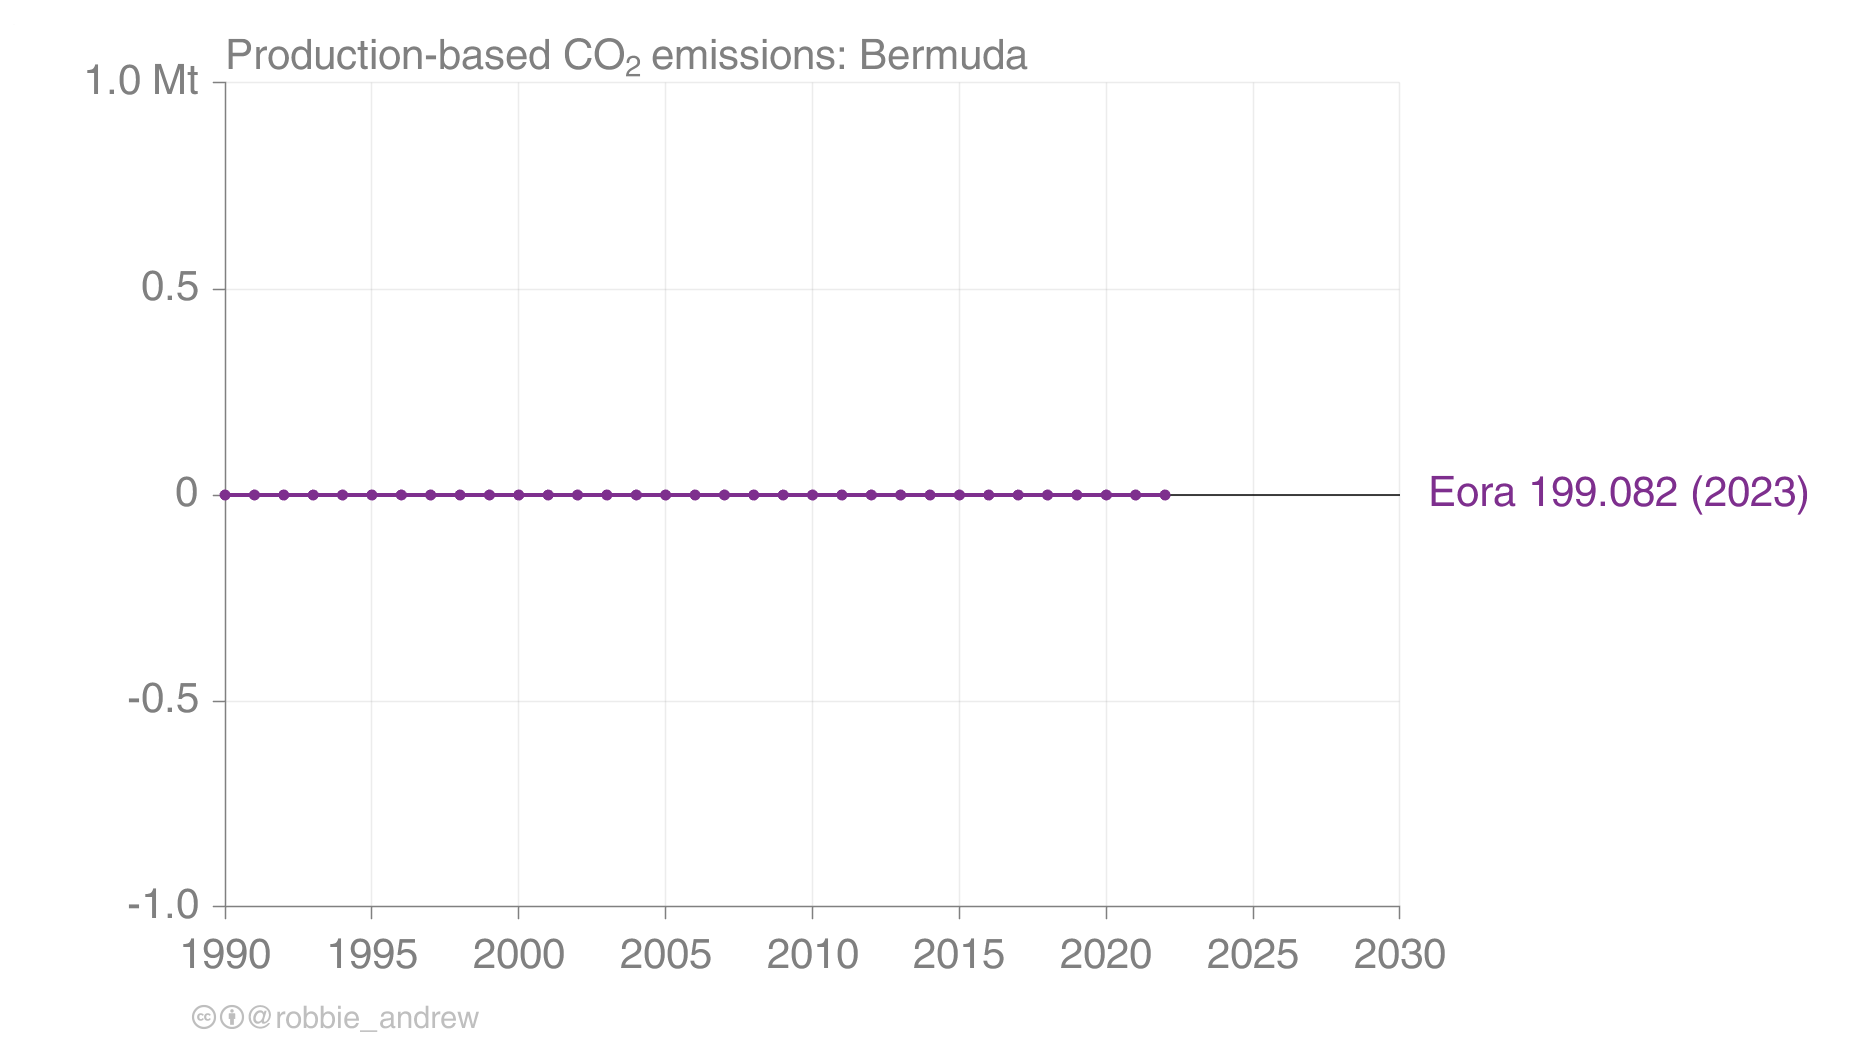 Production-based CO₂ emissions: Bermuda
1.0 Mt
0.5
0
-0.5
-1.0
Eora 199.082 (2023)
1990 1995 2000 2005 2010 2015 2020 2025 2030
cc @robbie_andrew